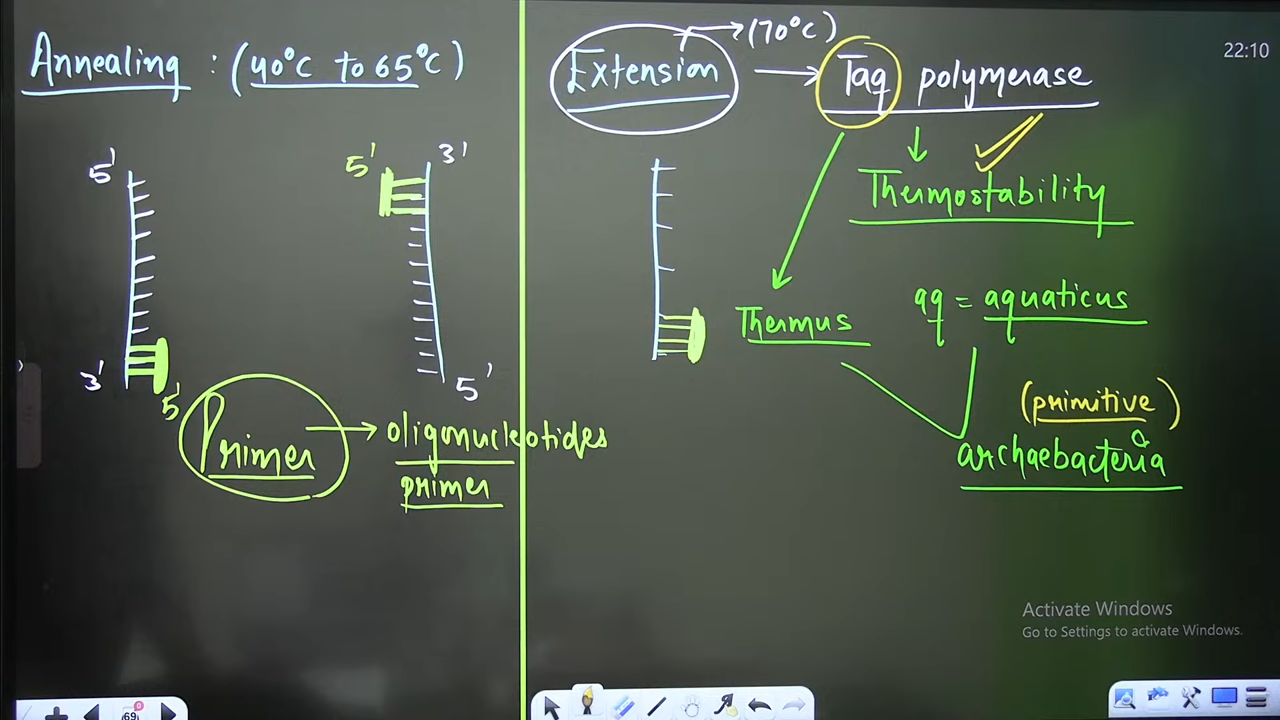 Annealing : (40°C to 65°C)
5'
5'
3'
3'
5'
5'
Primer → oligonucleotides
primer
Extension → (70°C)
→ Taq polymerase
Thermostability
Thermus
aq = aquaticus
(primitive)
archaebacteria
22:10
Activate Windows
Go to Settings to activate Windows.
69